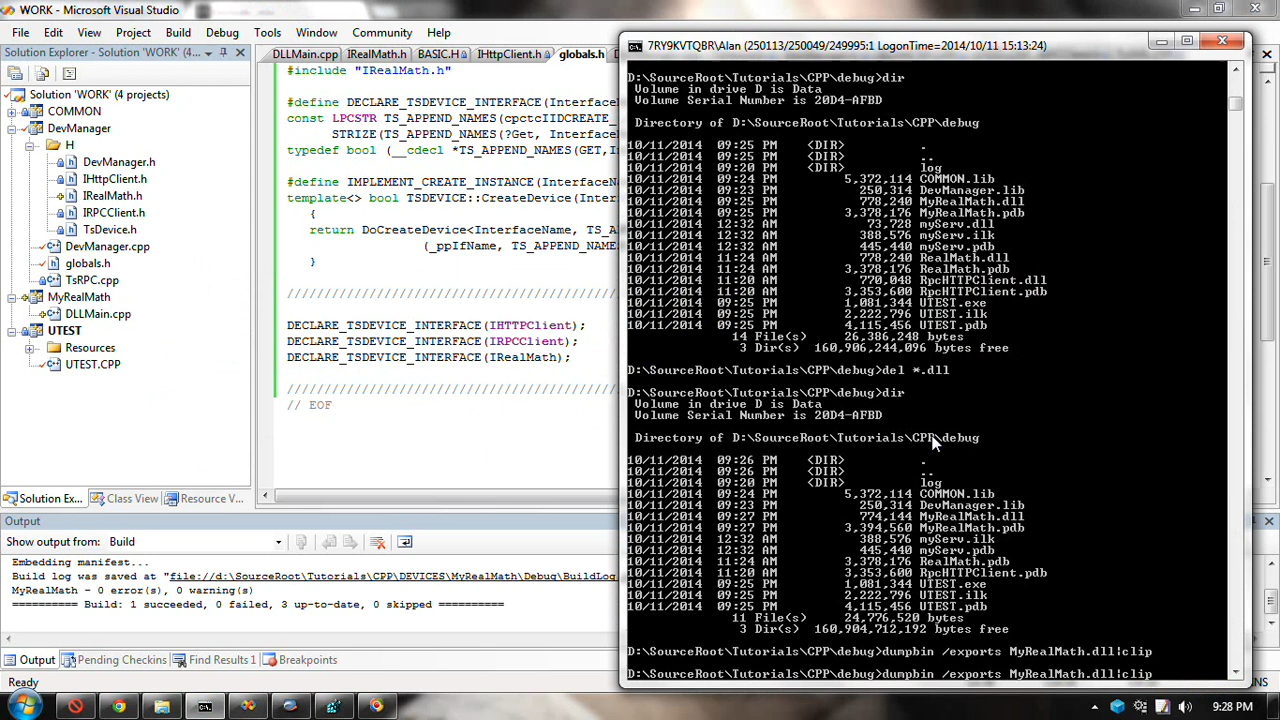 WORK - Microsoft Visual Studio
File Edit View Project Build Debug Tools Window Community Help
Solution Explorer - Solution 'WORK' (4 projects)
Solution 'WORK' (4 projects)
COMMON
DevManager
H
DevManager.h
IHttpClient.h
IRealMath.h
IRPCClient.h
TsDevice.h
DevManager.cpp
globals.h
TsRPC.cpp
MyRealMath
DLLMain.cpp
UTEST
Resources
UTEST.CPP
Solution Ex... Class View Resource V...
DLLMain.cpp IRealMath.h BASIC.H IHttpClient.h globals.h
#include "IRealMath.h"
#define DECLARE_TSDEVICE_INTERFACE(Interface
const LPCSTR TS_APPEND_NAMES(cpctcIIDCREATE_
STRIZE(TS_APPEND_NAMES(?Get, Interfa
typedef bool (__cdecl *TS_APPEND_NAMES(GET,In
#define IMPLEMENT_CREATE_INSTANCE(InterfaceNa
template<> bool TSDEVICE::CreateDevice(Interf
{
return DoCreateDevice<InterfaceName, TS_A
(_ppIfName, TS_APPEND_NAMES
}
////////////////////////////////////////////
DECLARE_TSDEVICE_INTERFACE(IHTTPClient);
DECLARE_TSDEVICE_INTERFACE(IRPCClient);
DECLARE_TSDEVICE_INTERFACE(IRealMath);
////////////////////////////////////////////
// EOF
Output
Show output from: Build
Embedding manifest...
Build log was saved at "file://d:\SourceRoot\Tutorials\CPP\DEVICES\MyRealMath\Debug\BuildLog
MyRealMath - 0 error(s), 0 warning(s)
========== Build: 1 succeeded, 0 failed, 3 up-to-date, 0 skipped ==========
Output Pending Checkins Find Results 1 Breakpoints
Ready
7RY9KVTQBR\Alan (250113/250049/249995:1 LogonTime=2014/10/11 15:13:24)
D:\SourceRoot\Tutorials\CPP\debug>dir
Volume in drive D is Data
Volume Serial Number is 20D4-AFBD
Directory of D:\SourceRoot\Tutorials\CPP\debug
10/11/2014 09:25 PM <DIR> .
10/11/2014 09:25 PM <DIR> ..
10/11/2014 09:20 PM <DIR> log
10/11/2014 09:24 PM 5,372,114 COMMON.lib
10/11/2014 09:23 PM 250,314 DevManager.lib
10/11/2014 09:25 PM 778,240 MyRealMath.dll
10/11/2014 09:25 PM 3,378,176 MyRealMath.pdb
10/11/2014 12:32 AM 73,728 myServ.dll
10/11/2014 12:32 AM 388,576 myServ.ilk
10/11/2014 12:32 AM 445,440 myServ.pdb
10/11/2014 11:24 AM 778,240 RealMath.dll
10/11/2014 11:24 AM 3,378,176 RealMath.pdb
10/11/2014 11:20 AM 770,048 RpcHTTPClient.dll
10/11/2014 11:20 AM 3,353,600 RpcHTTPClient.pdb
10/11/2014 09:25 PM 1,081,344 UTEST.exe
10/11/2014 09:25 PM 2,222,796 UTEST.ilk
10/11/2014 09:25 PM 4,115,456 UTEST.pdb
14 File(s) 26,386,248 bytes
3 Dir(s) 160,906,244,096 bytes free
D:\SourceRoot\Tutorials\CPP\debug>del *.dll
D:\SourceRoot\Tutorials\CPP\debug>dir
Volume in drive D is Data
Volume Serial Number is 20D4-AFBD
Directory of D:\SourceRoot\Tutorials\CPP\debug
10/11/2014 09:26 PM <DIR> .
10/11/2014 09:26 PM <DIR> ..
10/11/2014 09:20 PM <DIR> log
10/11/2014 09:24 PM 5,372,114 COMMON.lib
10/11/2014 09:23 PM 250,314 DevManager.lib
10/11/2014 09:27 PM 774,144 MyRealMath.dll
10/11/2014 09:27 PM 3,394,560 MyRealMath.pdb
10/11/2014 12:32 AM 388,576 myServ.ilk
10/11/2014 12:32 AM 445,440 myServ.pdb
10/11/2014 11:24 AM 3,378,176 RealMath.pdb
10/11/2014 11:20 AM 3,353,600 RpcHTTPClient.pdb
10/11/2014 09:25 PM 1,081,344 UTEST.exe
10/11/2014 09:25 PM 2,222,796 UTEST.ilk
10/11/2014 09:25 PM 4,115,456 UTEST.pdb
11 File(s) 24,776,520 bytes
3 Dir(s) 160,904,712,192 bytes free
D:\SourceRoot\Tutorials\CPP\debug>dumpbin /exports MyRealMath.dll|clip
D:\SourceRoot\Tutorials\CPP\debug>dumpbin /exports MyRealMath.dll|clip
9:28 PM